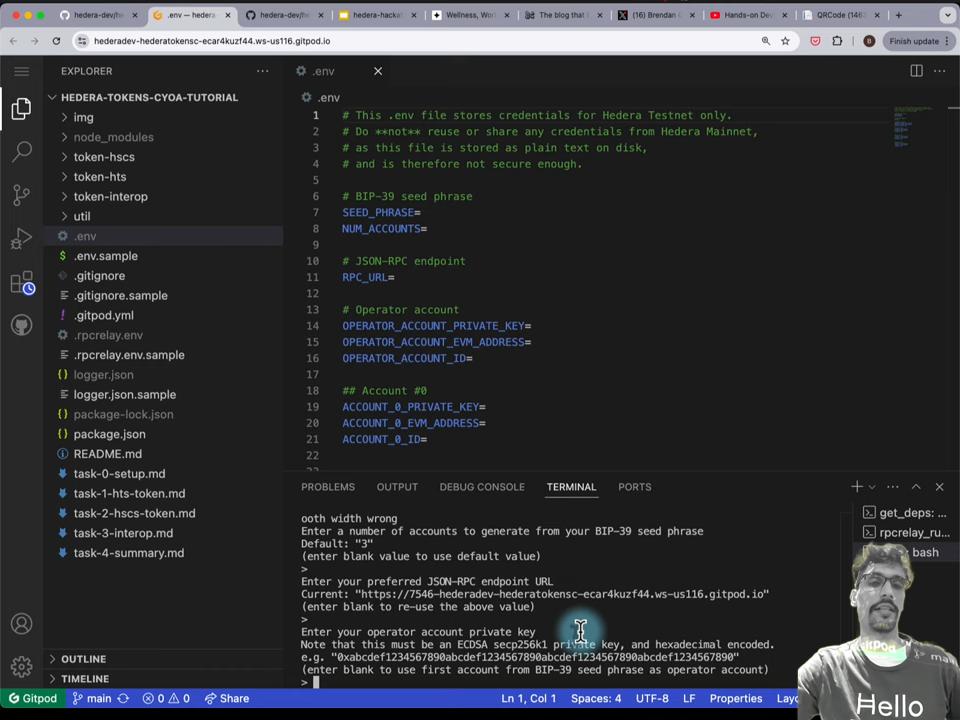 hedera-dev/he
.env — hedera-t
hedera-dev/he
hedera-hackat
Wellness, Wor
The blog that
(16) Brendan G
Hands-on Dev
QRCode (146
hederadev-hederatokensc-ecar4kuzf44.ws-us116.gitpod.io
B
Finish update
EXPLORER
.env
HEDERA-TOKENS-CYOA-TUTORIAL
img
node_modules
token-hscs
token-hts
token-interop
util
.env
.env.sample
.gitignore
.gitignore.sample
.gitpod.yml
.rpcrelay.env
.rpcrelay.env.sample
logger.json
logger.json.sample
package-lock.json
package.json
README.md
task-0-setup.md
task-1-hts-token.md
task-2-hscs-token.md
task-3-interop.md
task-4-summary.md
OUTLINE
TIMELINE
.env
1 # This .env file stores credentials for Hedera Testnet only.
2 # Do **not** reuse or share any credentials from Hedera Mainnet,
3 # as this file is stored as plain text on disk,
4 # and is therefore not secure enough.
5
6 # BIP-39 seed phrase
7 SEED_PHRASE=
8 NUM_ACCOUNTS=
9
10 # JSON-RPC endpoint
11 RPC_URL=
12
13 # Operator account
14 OPERATOR_ACCOUNT_PRIVATE_KEY=
15 OPERATOR_ACCOUNT_EVM_ADDRESS=
16 OPERATOR_ACCOUNT_ID=
17
18 ## Account #0
19 ACCOUNT_0_PRIVATE_KEY=
20 ACCOUNT_0_EVM_ADDRESS=
21 ACCOUNT_0_ID=
22
PROBLEMS OUTPUT DEBUG CONSOLE TERMINAL PORTS
ooth width wrong
Enter a number of accounts to generate from your BIP-39 seed phrase
Default: "3"
(enter blank value to use default value)
>
Enter your preferred JSON-RPC endpoint URL
Current: "https://7546-hederadev-hederatokensc-ecar4kuzf44.ws-us116.gitpod.io"
(enter blank to re-use the above value)
>
Enter your operator account private key
Note that this must be an ECDSA secp256k1 private key, and hexadecimal encoded.
e.g. "0xabcdef1234567890abcdef1234567890abcdef1234567890abcdef1234567890"
(enter blank to use first account from BIP-39 seed phrase as operator account)
>
get_deps: ...
rpcrelay_ru...
bash
Gitpod
main
0 0
Share
Ln 1, Col 1
Spaces: 4
UTF-8
LF
Properties
Layo
Hello